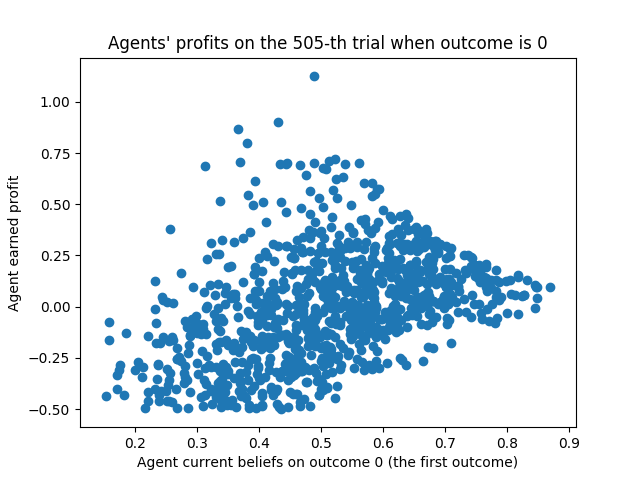 Agents' profits on the 505-th trial when outcome is 0
1.00
0.75
0.50
0.25
0.00
−0.25
−0.50
Agent earned profit
0.2 0.3 0.4 0.5 0.6 0.7 0.8 0.9
Agent current beliefs on outcome 0 (the first outcome)